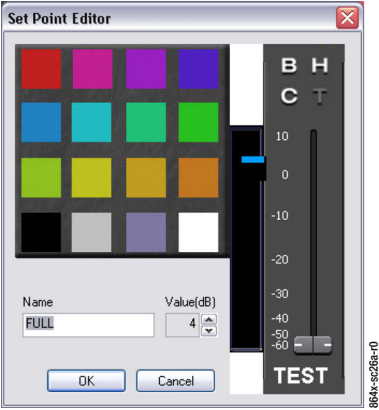 Set Point Editor
B H
C T
10
0
-10
-20
-30
-40
-50
-60
TEST
Name
Value(dB)
FULL
4
OK
Cancel
864x-sc26a-r0